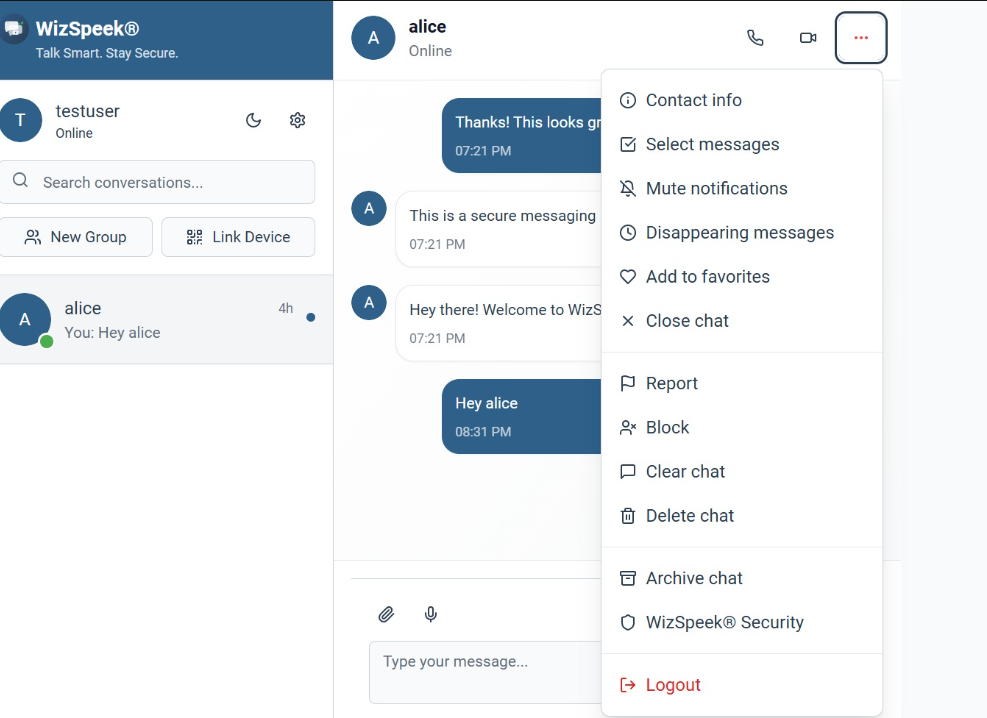 WizSpeek®
Talk Smart. Stay Secure.
T
testuser
Online
Search conversations...
New Group
Link Device
A
alice
4h
You: Hey alice
A
alice
Online
Thanks! This looks gr
07:21 PM
A
This is a secure messaging
07:21 PM
A
Hey there! Welcome to WizS
07:21 PM
Hey alice
08:31 PM
Type your message...
Contact info
Select messages
Mute notifications
Disappearing messages
Add to favorites
Close chat
Report
Block
Clear chat
Delete chat
Archive chat
WizSpeek® Security
Logout